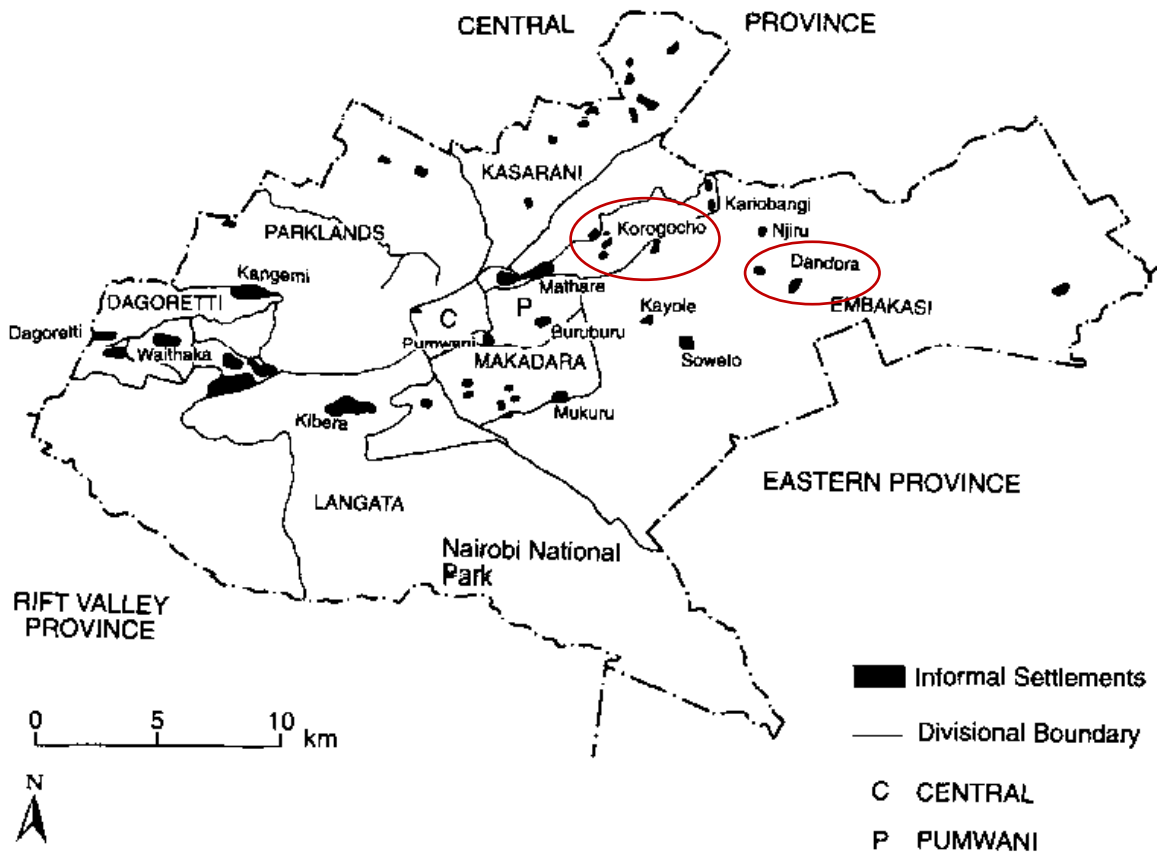 CENTRAL PROVINCE
KASARANI
Kariobangi
Korogocho
Njiru
PARKLANDS
Dandora
Kangemi
Mathare
DAGORETTI
EMBAKASI
Kayole
C
P
Dagoretti
Buruburu
Pumwani
Waithaka
Sowelo
MAKADARA
Kibera
Mukuru
EASTERN PROVINCE
LANGATA
Nairobi National
Park
RIFT VALLEY
PROVINCE
Informal Settlements
0 5 10
km
Divisional Boundary
N
C CENTRAL
P PUMWANI